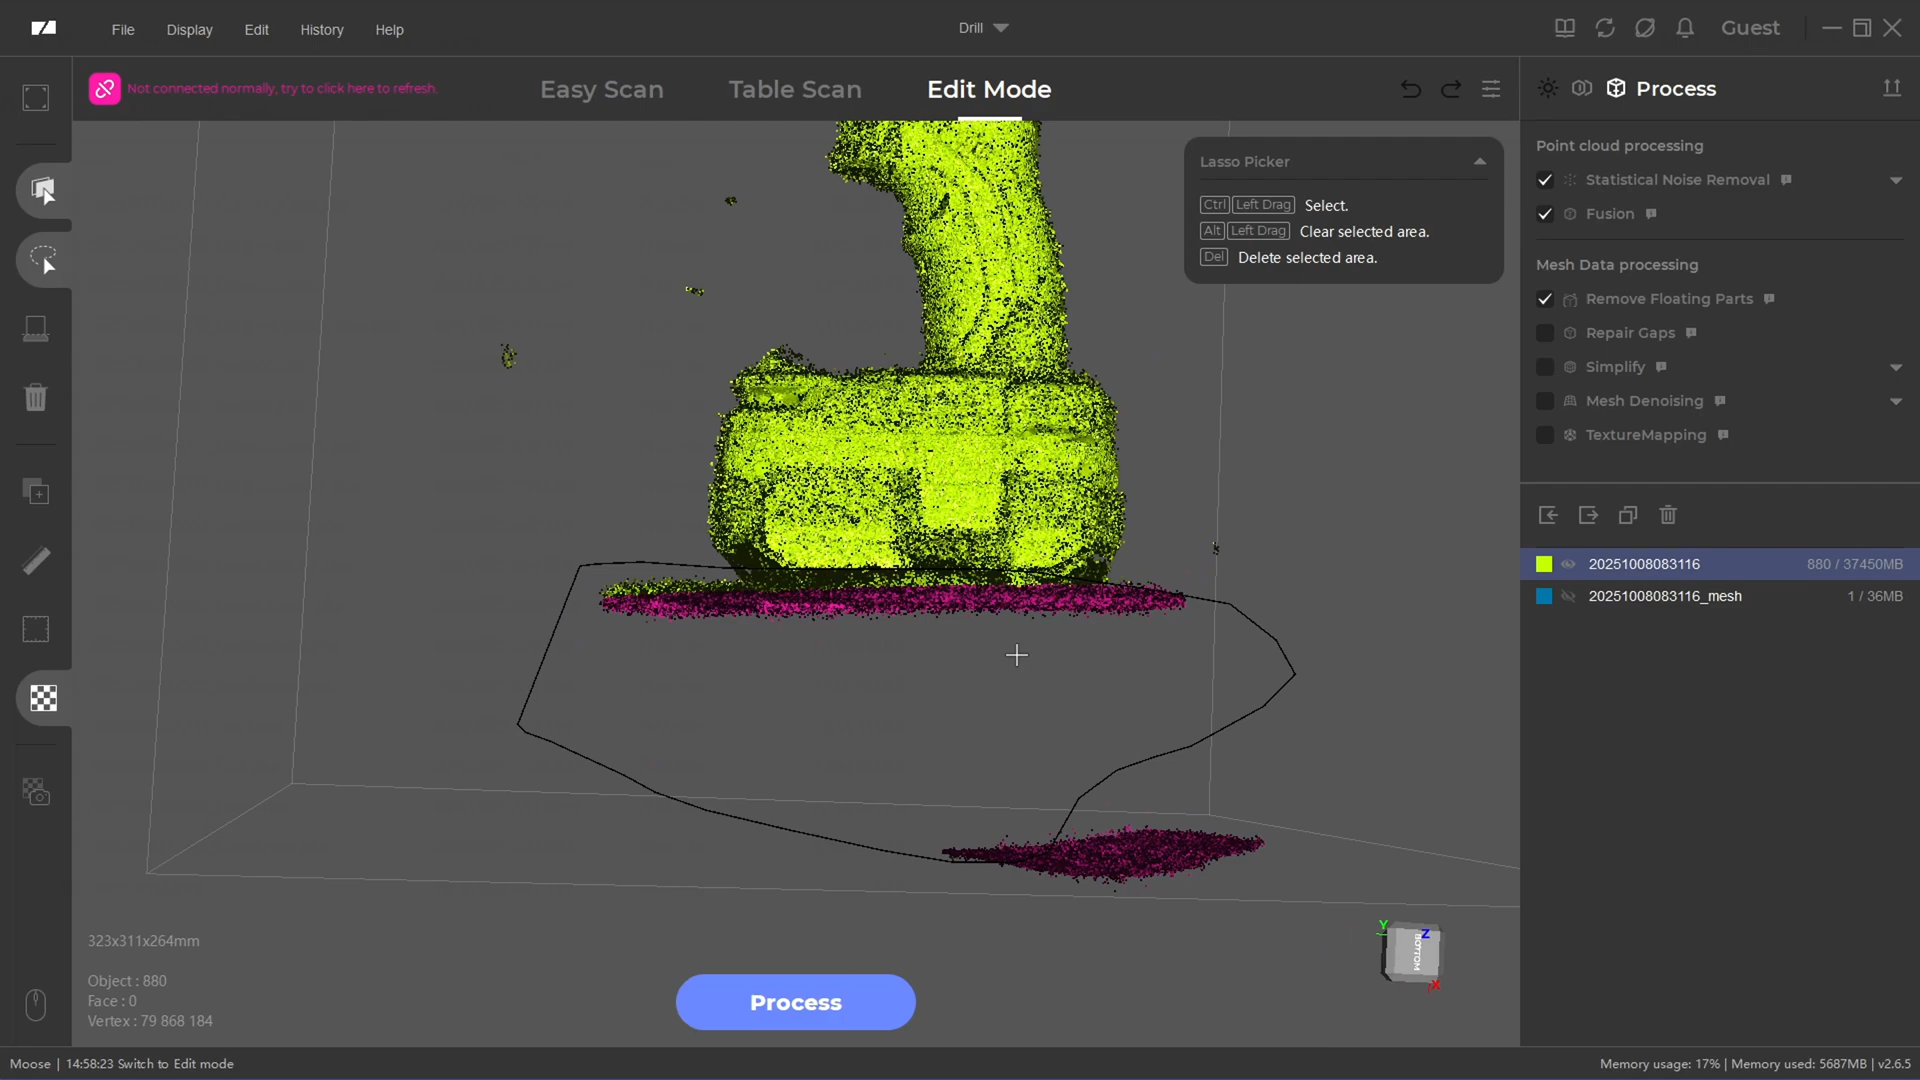 File Display Edit History Help
Drill
Guest
Not connected normally, try to click here to refresh.
Easy Scan Table Scan Edit Mode
Process
Lasso Picker
Ctrl Left Drag Select.
Alt Left Drag Clear selected area.
Del Delete selected area.
Point cloud processing
Statistical Noise Removal
Fusion
Mesh Data processing
Remove Floating Parts
Repair Gaps
Simplify
Mesh Denoising
TextureMapping
20251008083116 880 / 37450MB
20251008083116_mesh 1 / 36MB
Y
Z
BOTTOM
X
323x311x264mm
Object : 880
Face : 0
Vertex : 79 868 184
Process
Moose | 14:58:23 Switch to Edit mode
Memory usage: 17% | Memory used: 5687MB | v2.6.5